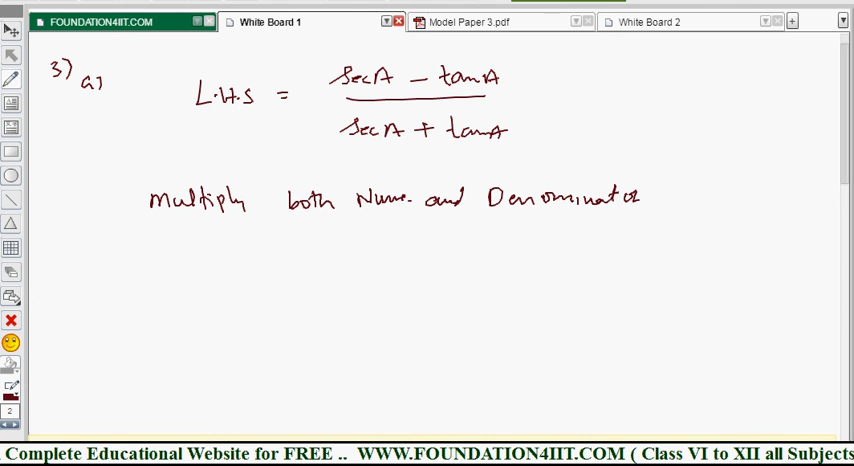 FOUNDATION4IIT.COM White Board 1 Model Paper 3.pdf White Board 2
3) a) L.H.S = secA - tanA
secA + tanA
Multiply both Nume. and Denominator
2
Complete Educational Website for FREE .. WWW.FOUNDATION4IIT.COM ( Class VI to XII all Subjects